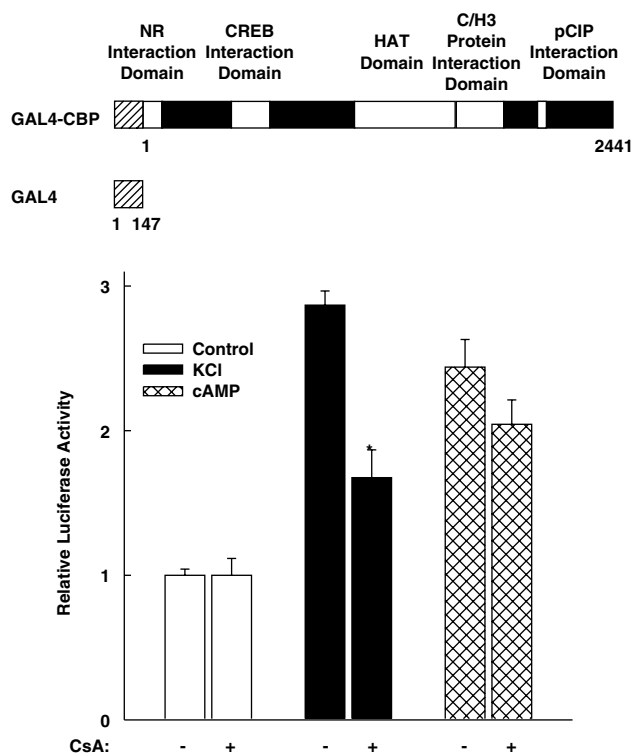 NR
Interaction
Domain
CREB
Interaction
Domain
HAT
Domain
C/H3
Protein
Interaction
Domain
pCIP
Interaction
Domain
GAL4-CBP
1
2441
GAL4
1 147
3
2
1
0
Relative Luciferase Activity
Control
KCl
cAMP
*
CsA: - + - + - +